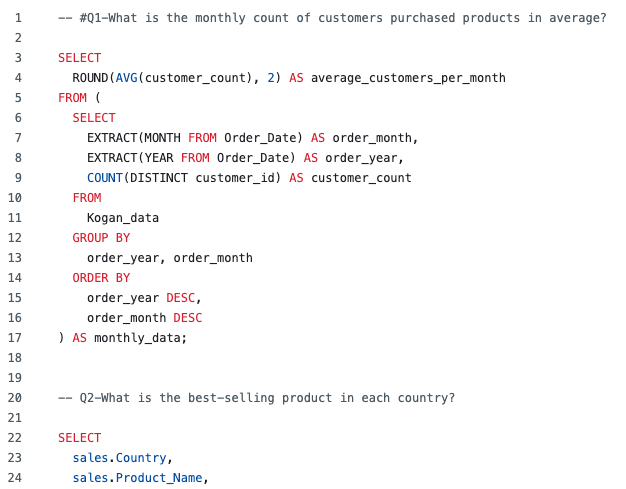 1 -- #Q1-What is the monthly count of customers purchased products in average?
2
3 SELECT
4 ROUND(AVG(customer_count), 2) AS average_customers_per_month
5 FROM (
6 SELECT
7 EXTRACT(MONTH FROM Order_Date) AS order_month,
8 EXTRACT(YEAR FROM Order_Date) AS order_year,
9 COUNT(DISTINCT customer_id) AS customer_count
10 FROM
11 Kogan_data
12 GROUP BY
13 order_year, order_month
14 ORDER BY
15 order_year DESC,
16 order_month DESC
17 ) AS monthly_data;
18
19
20 -- Q2-What is the best-selling product in each country?
21
22 SELECT
23 sales.Country,
24 sales.Product_Name,